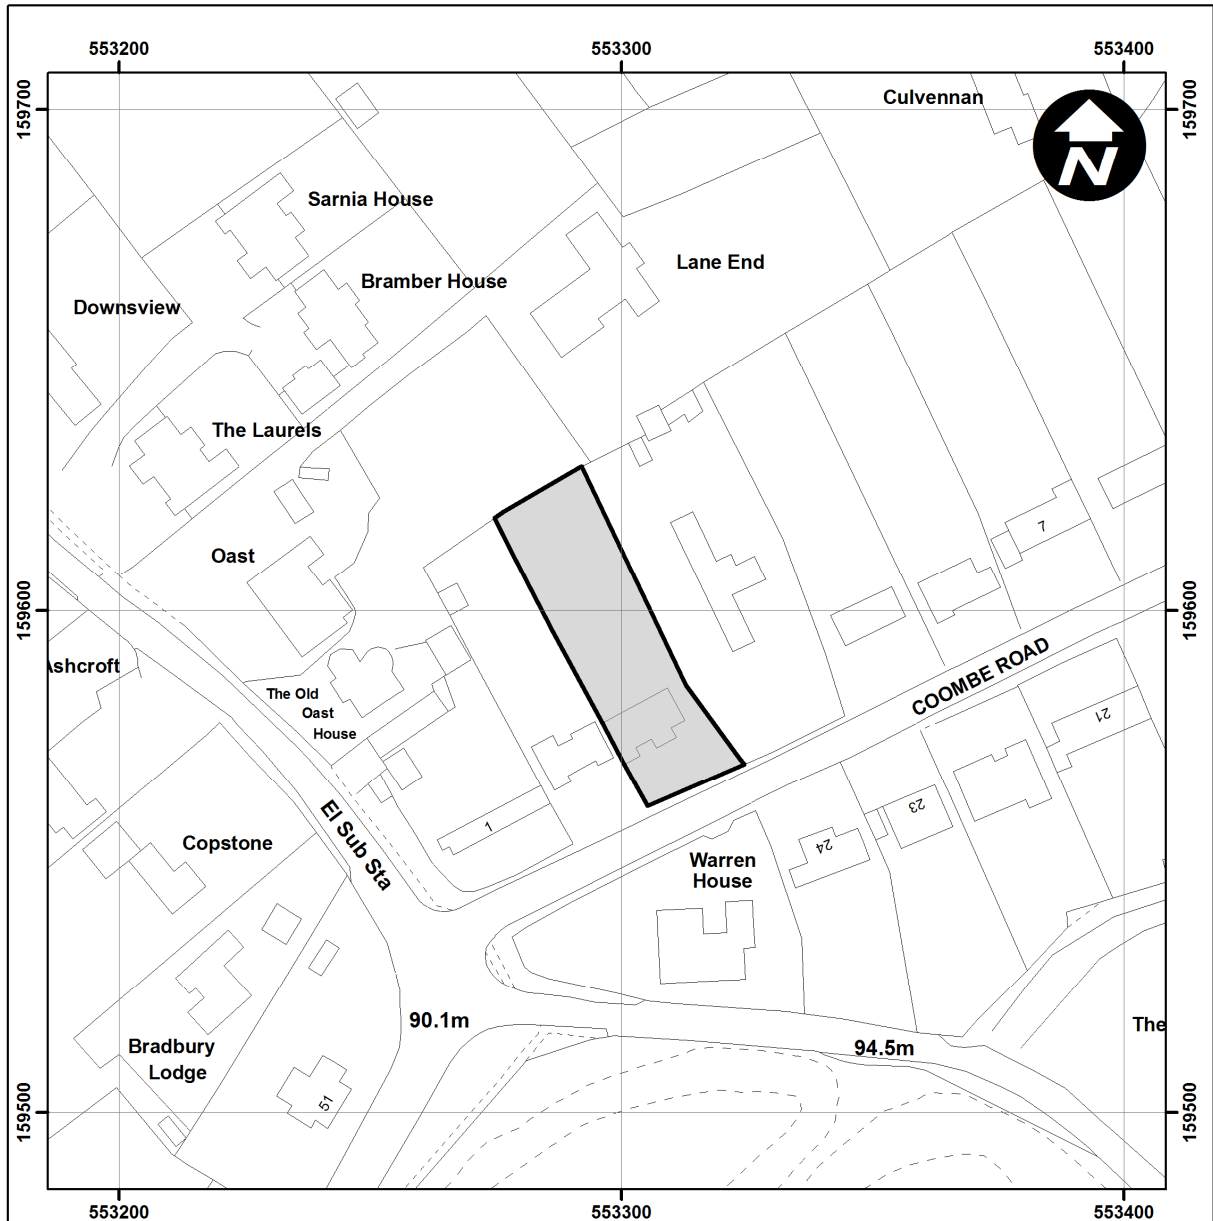 553200 553300 553400
159700
159700
Culvennan
N
Sarnia House
Lane End
Bramber House
Downsview
The Laurels
7
Oast
159600
159600
COOMBE ROAD
Ashcroft
The Old
Oast
House
21
El Sub Sta
1
23
24
Copstone
Warren
House
90.1m
The
94.5m
Bradbury
Lodge
51
159500
159500
553200 553300 553400